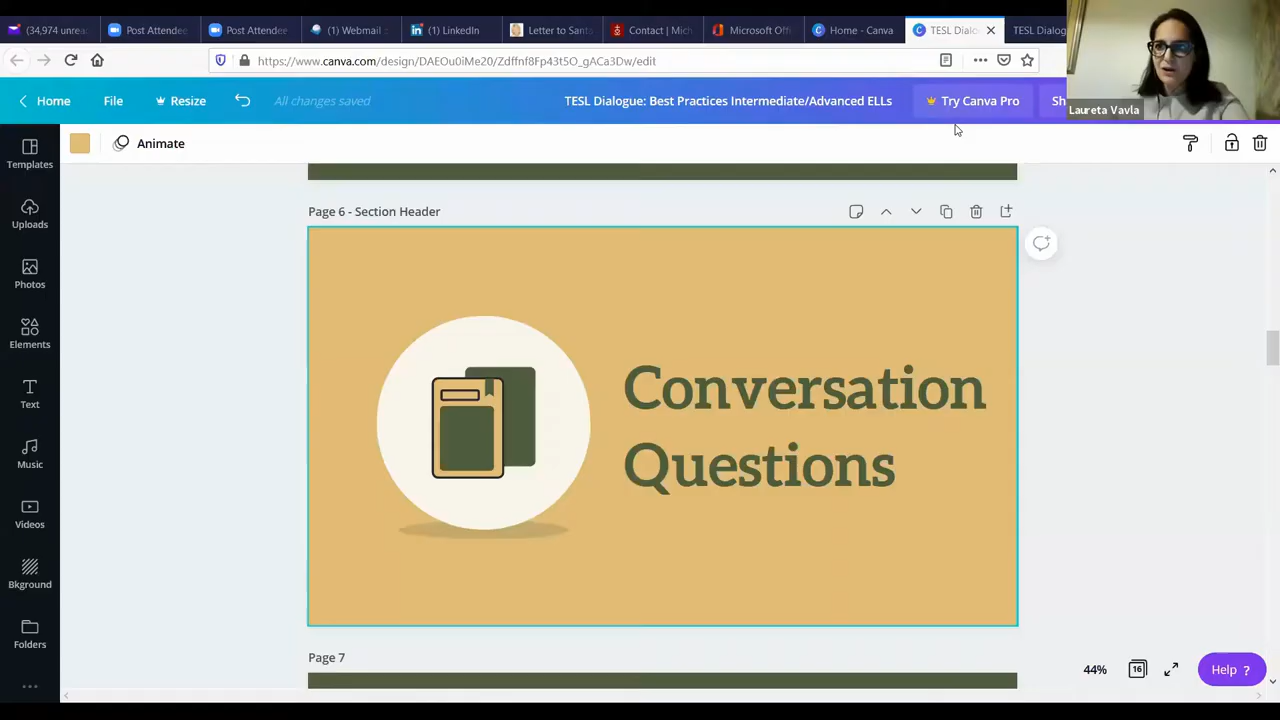 (34,974 unrea
Post Attendee
Post Attendee
(1) Webmail
(1) LinkedIn
Letter to Santa
Contact | Mich
Microsoft Offi
Home - Canva
TESL Dialo
TESL Dialog
https://www.canva.com/design/DAEOu0iMe20/Zdffnf8Fp43t5O_gACa3Dw/edit
Home
File
Resize
All changes saved
TESL Dialogue: Best Practices Intermediate/Advanced ELLs
Try Canva Pro
Sh
Laureta Vavla
Templates
Animate
Uploads
Photos
Elements
Text
Music
Videos
Bkground
Folders
Page 6 - Section Header
Conversation
Questions
Page 7
44%
16
Help ?